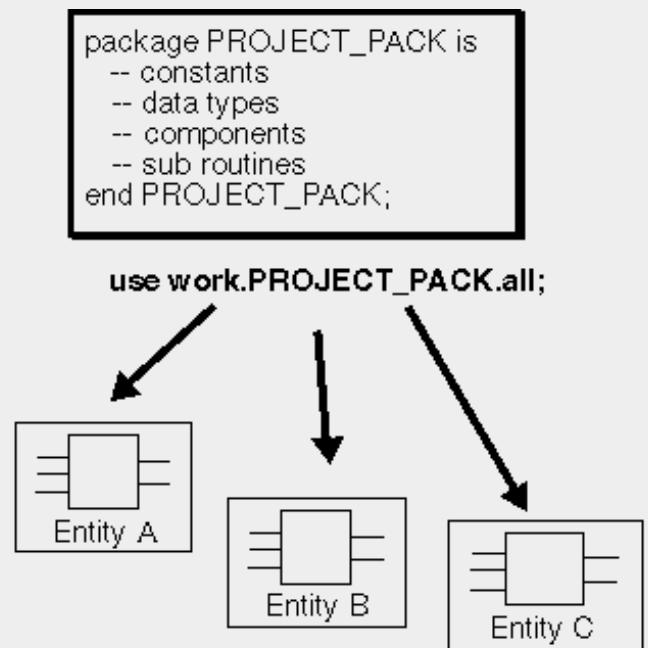 package PROJECT_PACK is
-- constants
-- data types
-- components
-- sub routines
end PROJECT_PACK;
use work.PROJECT_PACK.all;
Entity A
Entity B
Entity C